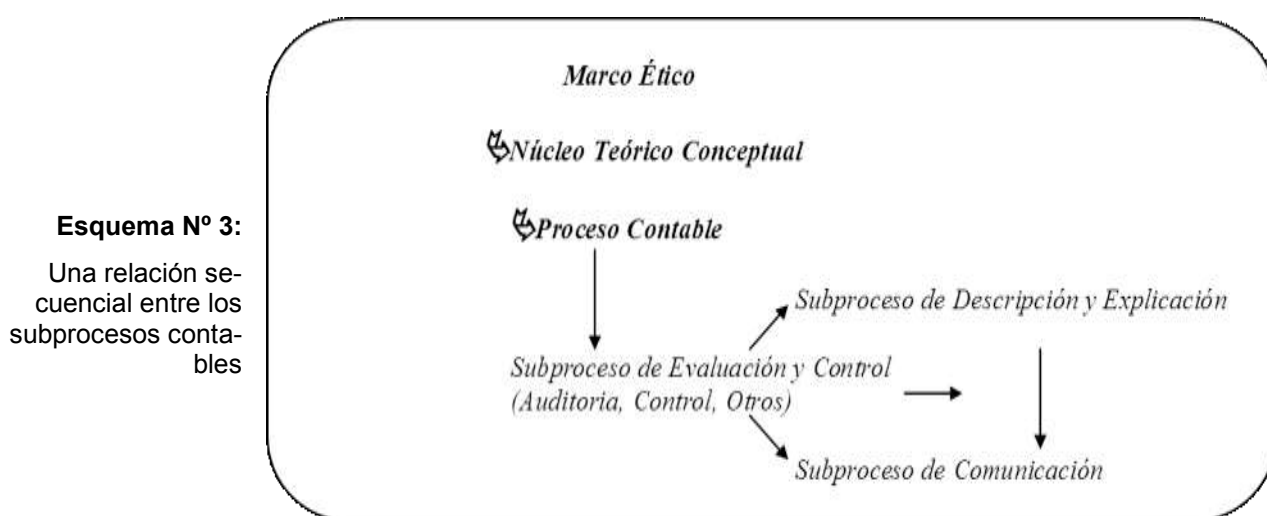 Esquema Nº 3:
Una relación se-
cuencial entre los
subprocesos conta-
bles
Marco Ético
Núcleo Teórico Conceptual
Proceso Contable
Subproceso de Descripción y Explicación
Subproceso de Evaluación y Control
(Auditoria, Control, Otros)
Subproceso de Comunicación